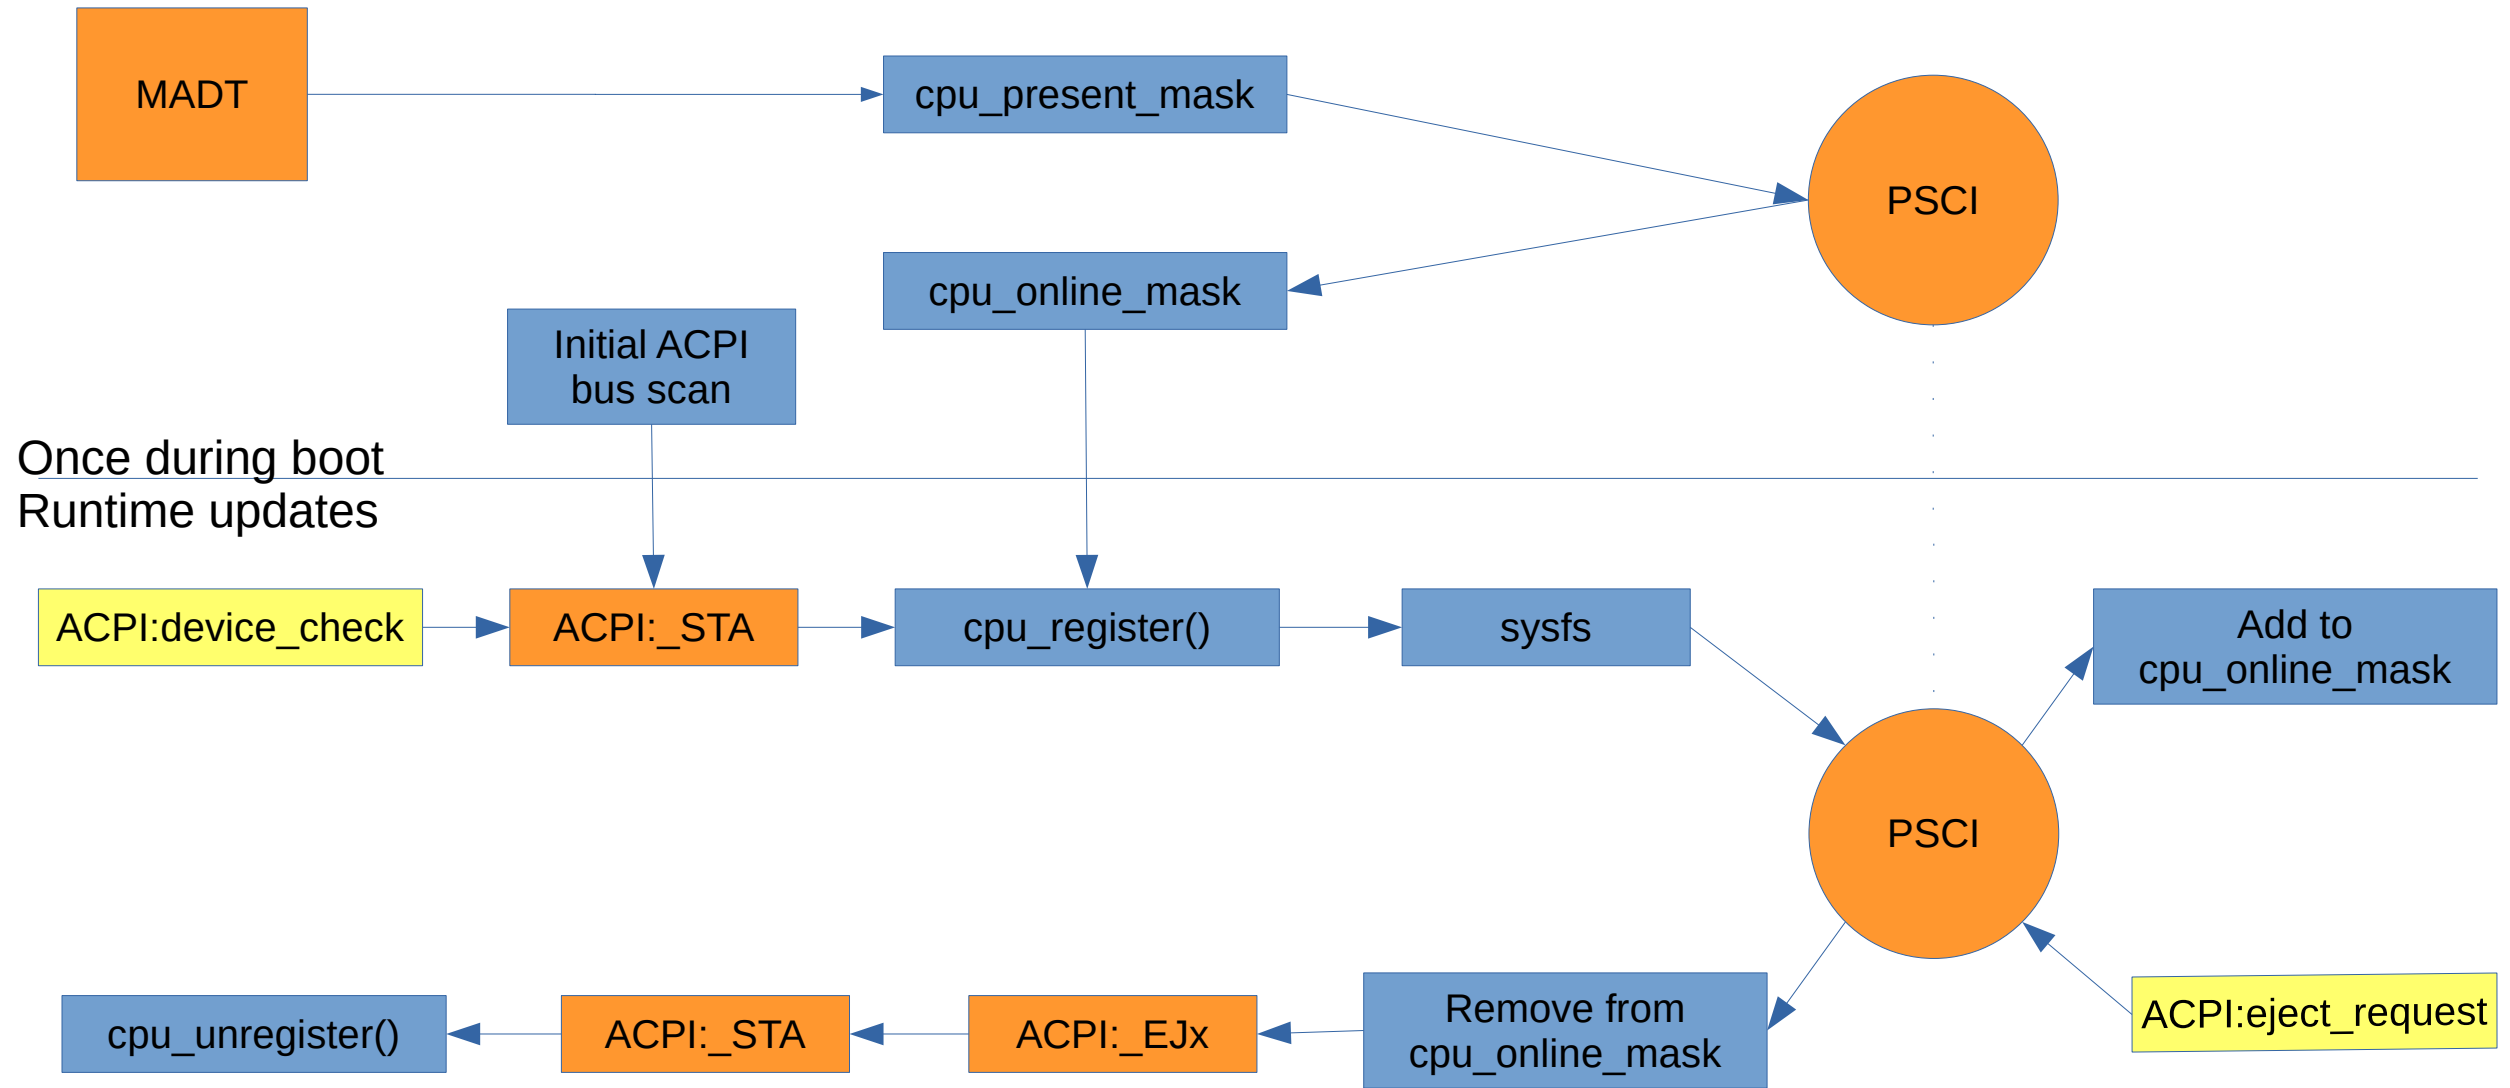 MADT
cpu_present_mask
PSCI
cpu_online_mask
Initial ACPI
bus scan
Once during boot
Runtime updates
ACPI:device_check
ACPI:_STA
cpu_register()
sysfs
Add to
cpu_online_mask
PSCI
cpu_unregister()
ACPI:_STA
ACPI:_EJx
Remove from
cpu_online_mask
ACPI:eject_request